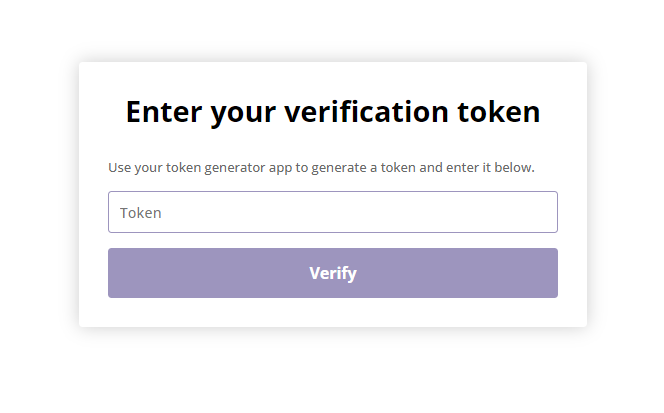 Enter your verification token
Use your token generator app to generate a token and enter it below.
Token
Verify